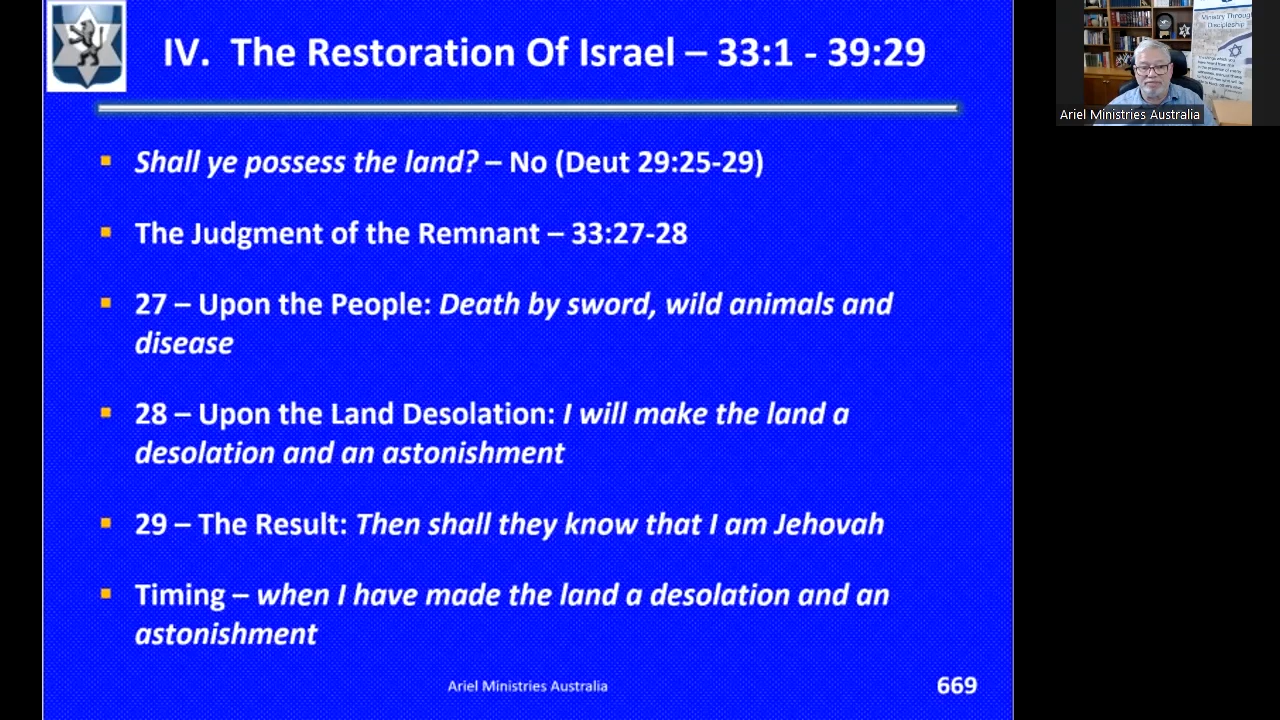 IV. The Restoration Of Israel – 33:1 - 39:29
Shall ye possess the land? – No (Deut 29:25-29)
The Judgment of the Remnant – 33:27-28
27 – Upon the People: Death by sword, wild animals and
disease
28 – Upon the Land Desolation: I will make the land a
desolation and an astonishment
29 – The Result: Then shall they know that I am Jehovah
Timing – when I have made the land a desolation and an
astonishment
Ariel Ministries Australia
669
Ministry Through
Discipleship
Ariel Ministries Australia